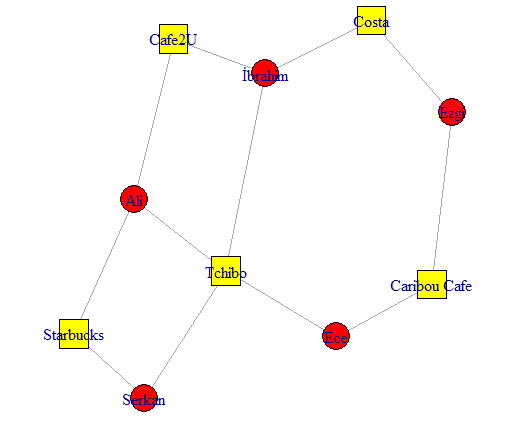 Costa
Cafe2U
İbrahim
Ezgi
Ali
Tchibo
Caribou Cafe
Starbucks
Ece
Serkan